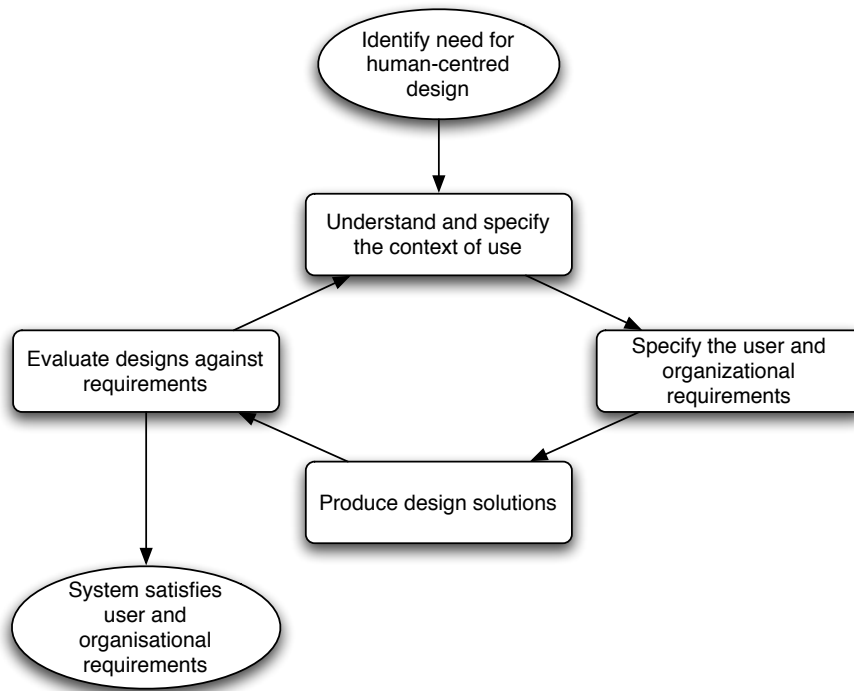 Identify need for
human-centred
design
Understand and specify
the context of use
Evaluate designs against
requirements
Specify the user and
organizational
requirements
Produce design solutions
System satisfies
user and
organisational
requirements